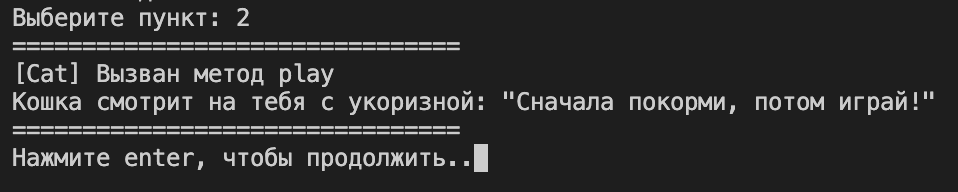 Выберите пункт: 2
================================
[Cat] Вызван метод play
Кошка смотрит на тебя с укоризной: "Сначала покорми, потом играй!"
================================
Нажмите enter, чтобы продолжить..